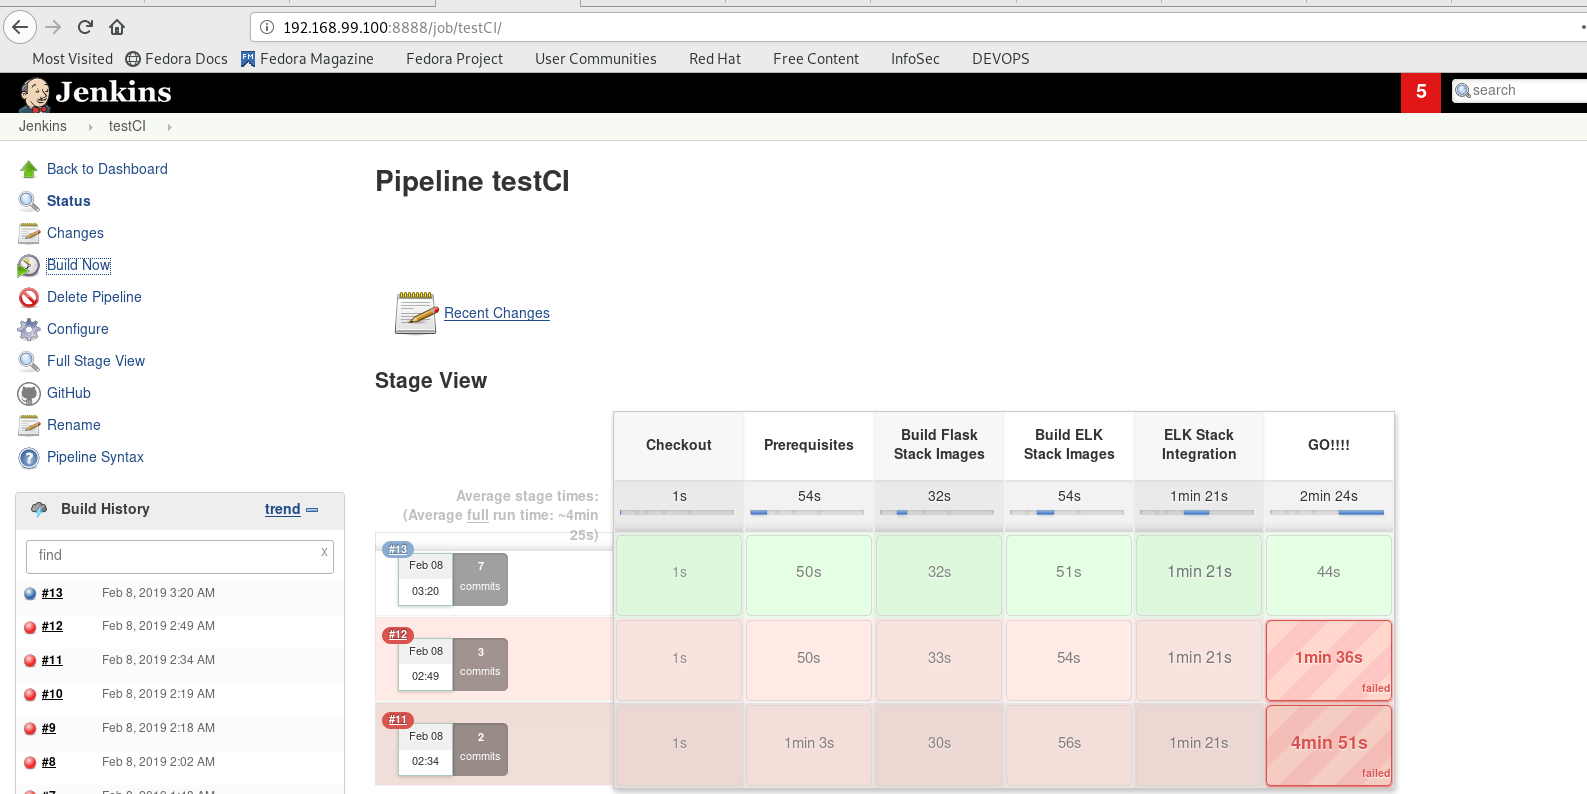 192.168.99.100:8888/job/testCI/
Most Visited Fedora Docs Fedora Magazine Fedora Project User Communities Red Hat Free Content InfoSec DEVOPS
Jenkins 5 search
Jenkins testCI
Back to Dashboard
Status
Changes
Build Now
Delete Pipeline
Configure
Full Stage View
GitHub
Rename
Pipeline Syntax
Build History trend
find x
#13 Feb 8, 2019 3:20 AM
#12 Feb 8, 2019 2:49 AM
#11 Feb 8, 2019 2:34 AM
#10 Feb 8, 2019 2:19 AM
#9 Feb 8, 2019 2:18 AM
#8 Feb 8, 2019 2:02 AM
Pipeline testCI
Recent Changes
Stage View
Checkout Prerequisites Build Flask Stack Images Build ELK Stack Images ELK Stack Integration GO!!!!
Average stage times:
(Average full run time: ~4min
25s)
1s 54s 32s 54s 1min 21s 2min 24s
#13
Feb 08
03:20
7
commits
1s 50s 32s 51s 1min 21s 44s
#12
Feb 08
02:49
3
commits
1s 50s 33s 54s 1min 21s 1min 36s
failed
#11
Feb 08
02:34
2
commits
1s 1min 3s 30s 56s 1min 21s 4min 51s
failed